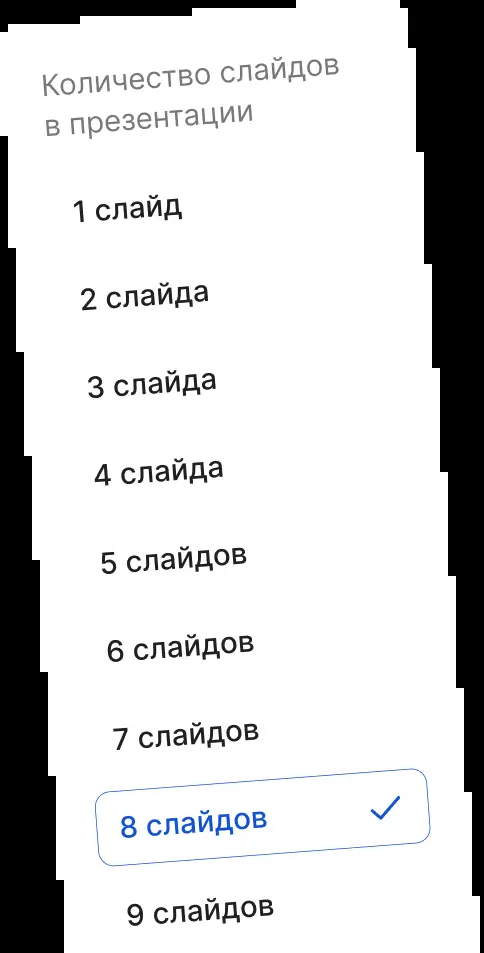 Количество слайдов
в презентации
1 слайд
2 слайда
3 слайда
4 слайда
5 слайдов
6 слайдов
7 слайдов
8 слайдов
9 слайдов